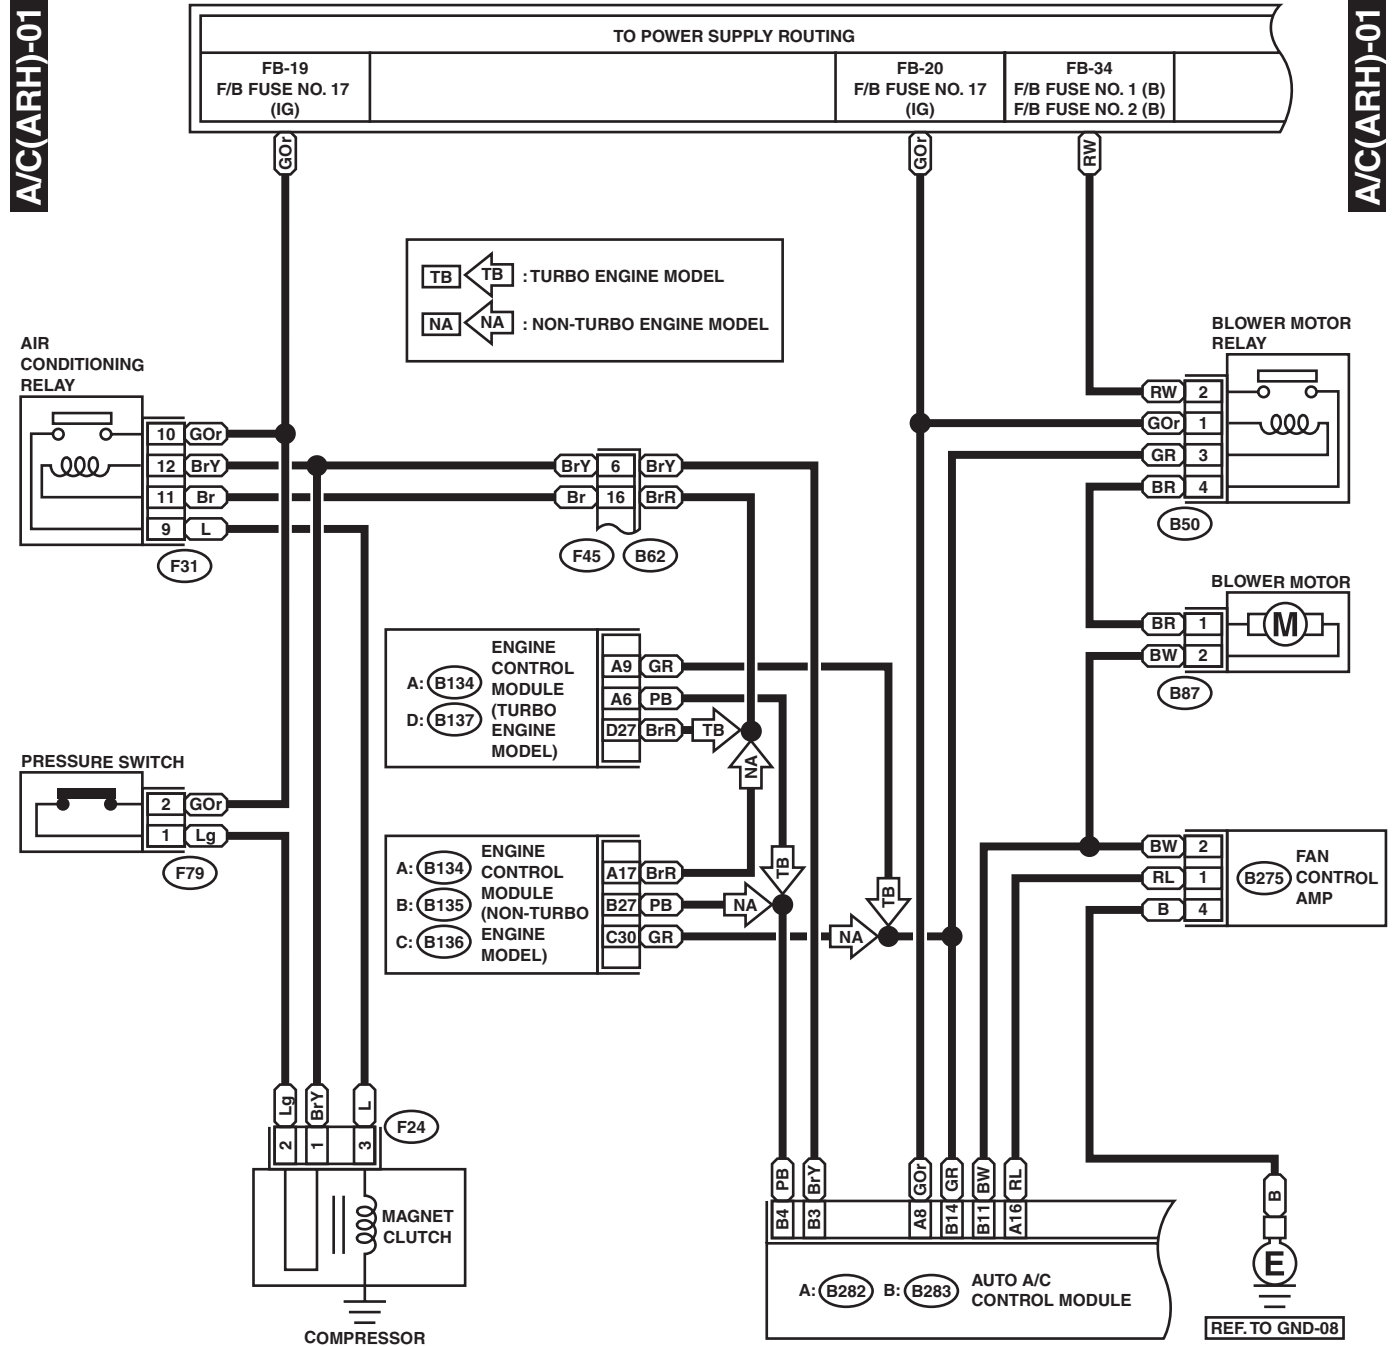 A/C(ARH)-01
A/C(ARH)-01
TO POWER SUPPLY ROUTING
FB-19
F/B FUSE NO. 17
(IG)
FB-20
F/B FUSE NO. 17
(IG)
FB-34
F/B FUSE NO. 1 (B)
F/B FUSE NO. 2 (B)
GOr
GOr
RW
TB TB : TURBO ENGINE MODEL
NA NA : NON-TURBO ENGINE MODEL
AIR
CONDITIONING
RELAY
10 GOr
12 BrY
11 Br
9 L
F31
BrY 6 BrY
Br 16 BrR
F45 B62
BLOWER MOTOR
RELAY
RW 2
GOr 1
GR 3
BR 4
B50
BLOWER MOTOR
BR 1
BW 2
M
B87
A: B134
D: B137
ENGINE
CONTROL
MODULE
(TURBO
ENGINE
MODEL)
A9 GR
A6 PB
D27 BrR
TB
NA
PRESSURE SWITCH
2 GOr
1 Lg
F79
A: B134
B: B135
C: B136
ENGINE
CONTROL
MODULE
(NON-TURBO
ENGINE
MODEL)
A17 BrR
B27 PB
C30 GR
TB
NA
TB
NA
BW 2
RL 1
B 4
B275
FAN
CONTROL
AMP
Lg BrY L
2 1 3
F24
MAGNET
CLUTCH
COMPRESSOR
PB BrY GOr GR BW RL
B4 B3 A8 B14 B11 A16
A: B282 B: B283
AUTO A/C
CONTROL MODULE
B
E
REF. TO GND-08